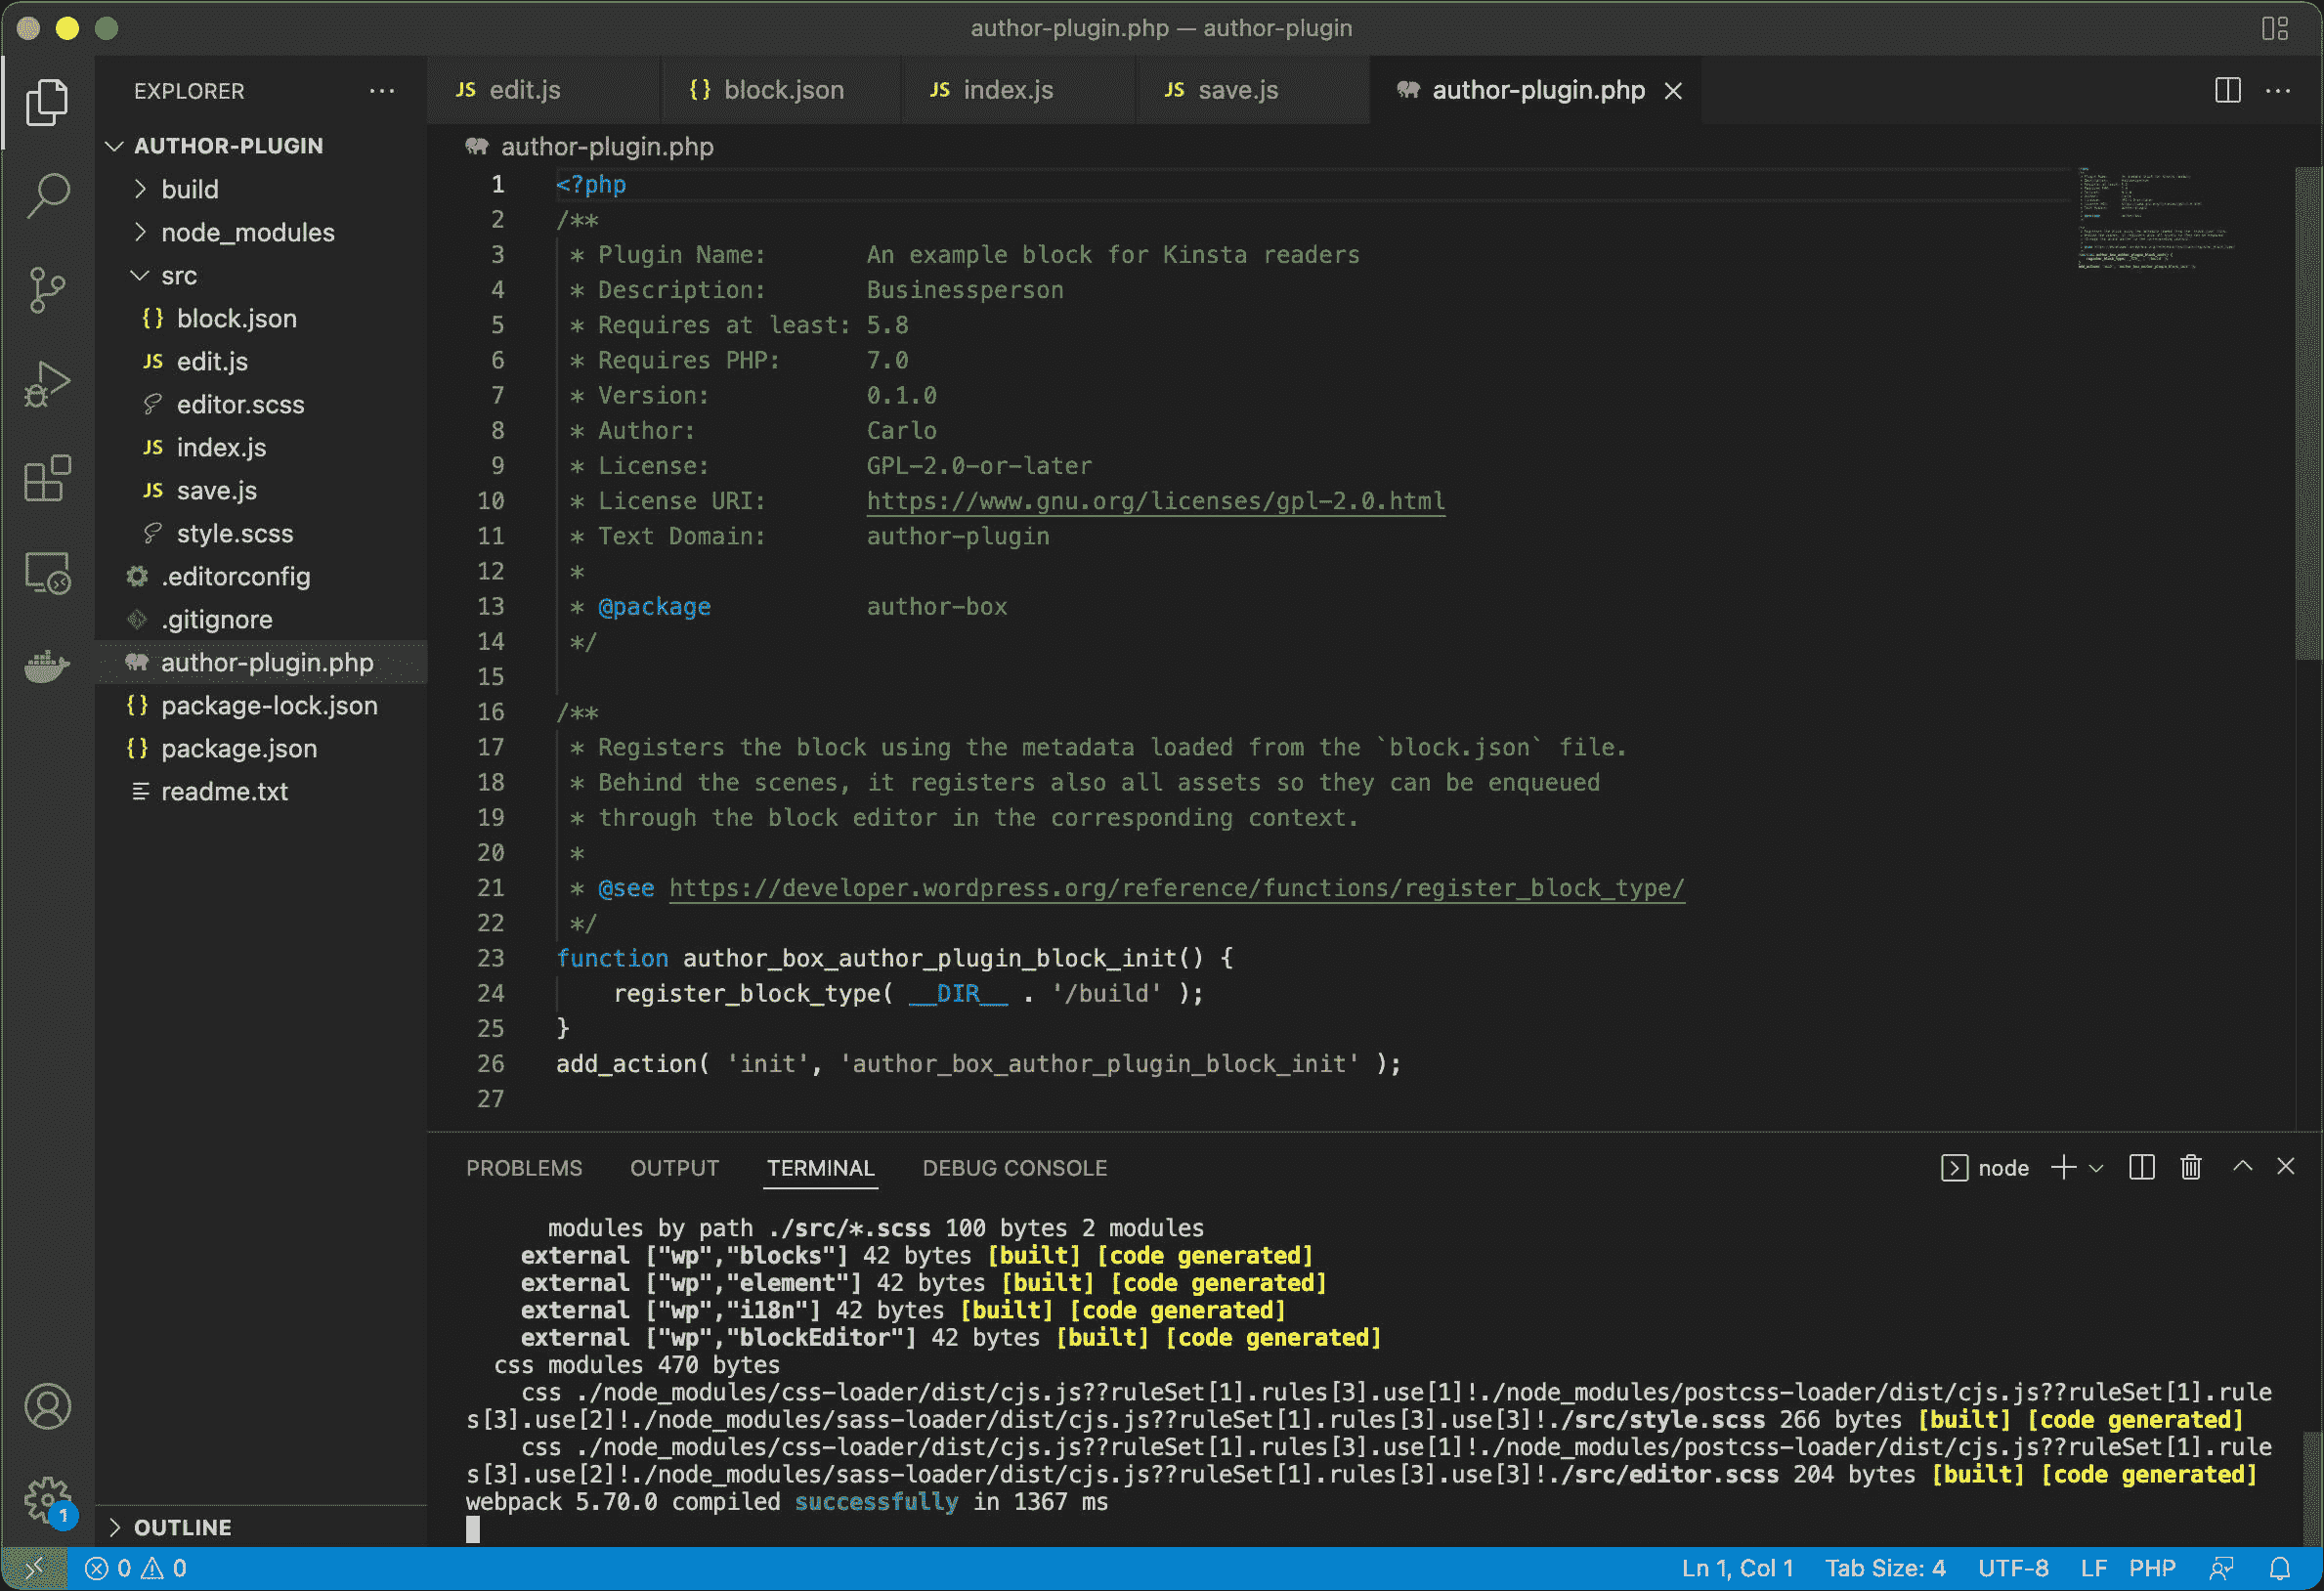 author-plugin.php — author-plugin
EXPLORER
AUTHOR-PLUGIN
build
node_modules
src
{} block.json
JS edit.js
editor.scss
JS index.js
JS save.js
style.scss
.editorconfig
.gitignore
author-plugin.php
{} package-lock.json
{} package.json
readme.txt
OUTLINE
1
JS edit.js {} block.json JS index.js JS save.js author-plugin.php
author-plugin.php
1 <?php
2 /**
3 * Plugin Name: An example block for Kinsta readers
4 * Description: Businessperson
5 * Requires at least: 5.8
6 * Requires PHP: 7.0
7 * Version: 0.1.0
8 * Author: Carlo
9 * License: GPL-2.0-or-later
10 * License URI: https://www.gnu.org/licenses/gpl-2.0.html
11 * Text Domain: author-plugin
12 *
13 * @package author-box
14 */
15
16 /**
17 * Registers the block using the metadata loaded from the `block.json` file.
18 * Behind the scenes, it registers also all assets so they can be enqueued
19 * through the block editor in the corresponding context.
20 *
21 * @see https://developer.wordpress.org/reference/functions/register_block_type/
22 */
23 function author_box_author_plugin_block_init() {
24 register_block_type( __DIR__ . '/build' );
25 }
26 add_action( 'init', 'author_box_author_plugin_block_init' );
27
PROBLEMS OUTPUT TERMINAL DEBUG CONSOLE node
modules by path ./src/*.scss 100 bytes 2 modules
external ["wp","blocks"] 42 bytes [built] [code generated]
external ["wp","element"] 42 bytes [built] [code generated]
external ["wp","i18n"] 42 bytes [built] [code generated]
external ["wp","blockEditor"] 42 bytes [built] [code generated]
css modules 470 bytes
css ./node_modules/css-loader/dist/cjs.js??ruleSet[1].rules[3].use[1]!./node_modules/postcss-loader/dist/cjs.js??ruleSet[1].rule
s[3].use[2]!./node_modules/sass-loader/dist/cjs.js??ruleSet[1].rules[3].use[3]!./src/style.scss 266 bytes [built] [code generated]
css ./node_modules/css-loader/dist/cjs.js??ruleSet[1].rules[3].use[1]!./node_modules/postcss-loader/dist/cjs.js??ruleSet[1].rule
s[3].use[2]!./node_modules/sass-loader/dist/cjs.js??ruleSet[1].rules[3].use[3]!./src/editor.scss 204 bytes [built] [code generated]
webpack 5.70.0 compiled successfully in 1367 ms
0 0 Ln 1, Col 1 Tab Size: 4 UTF-8 LF PHP